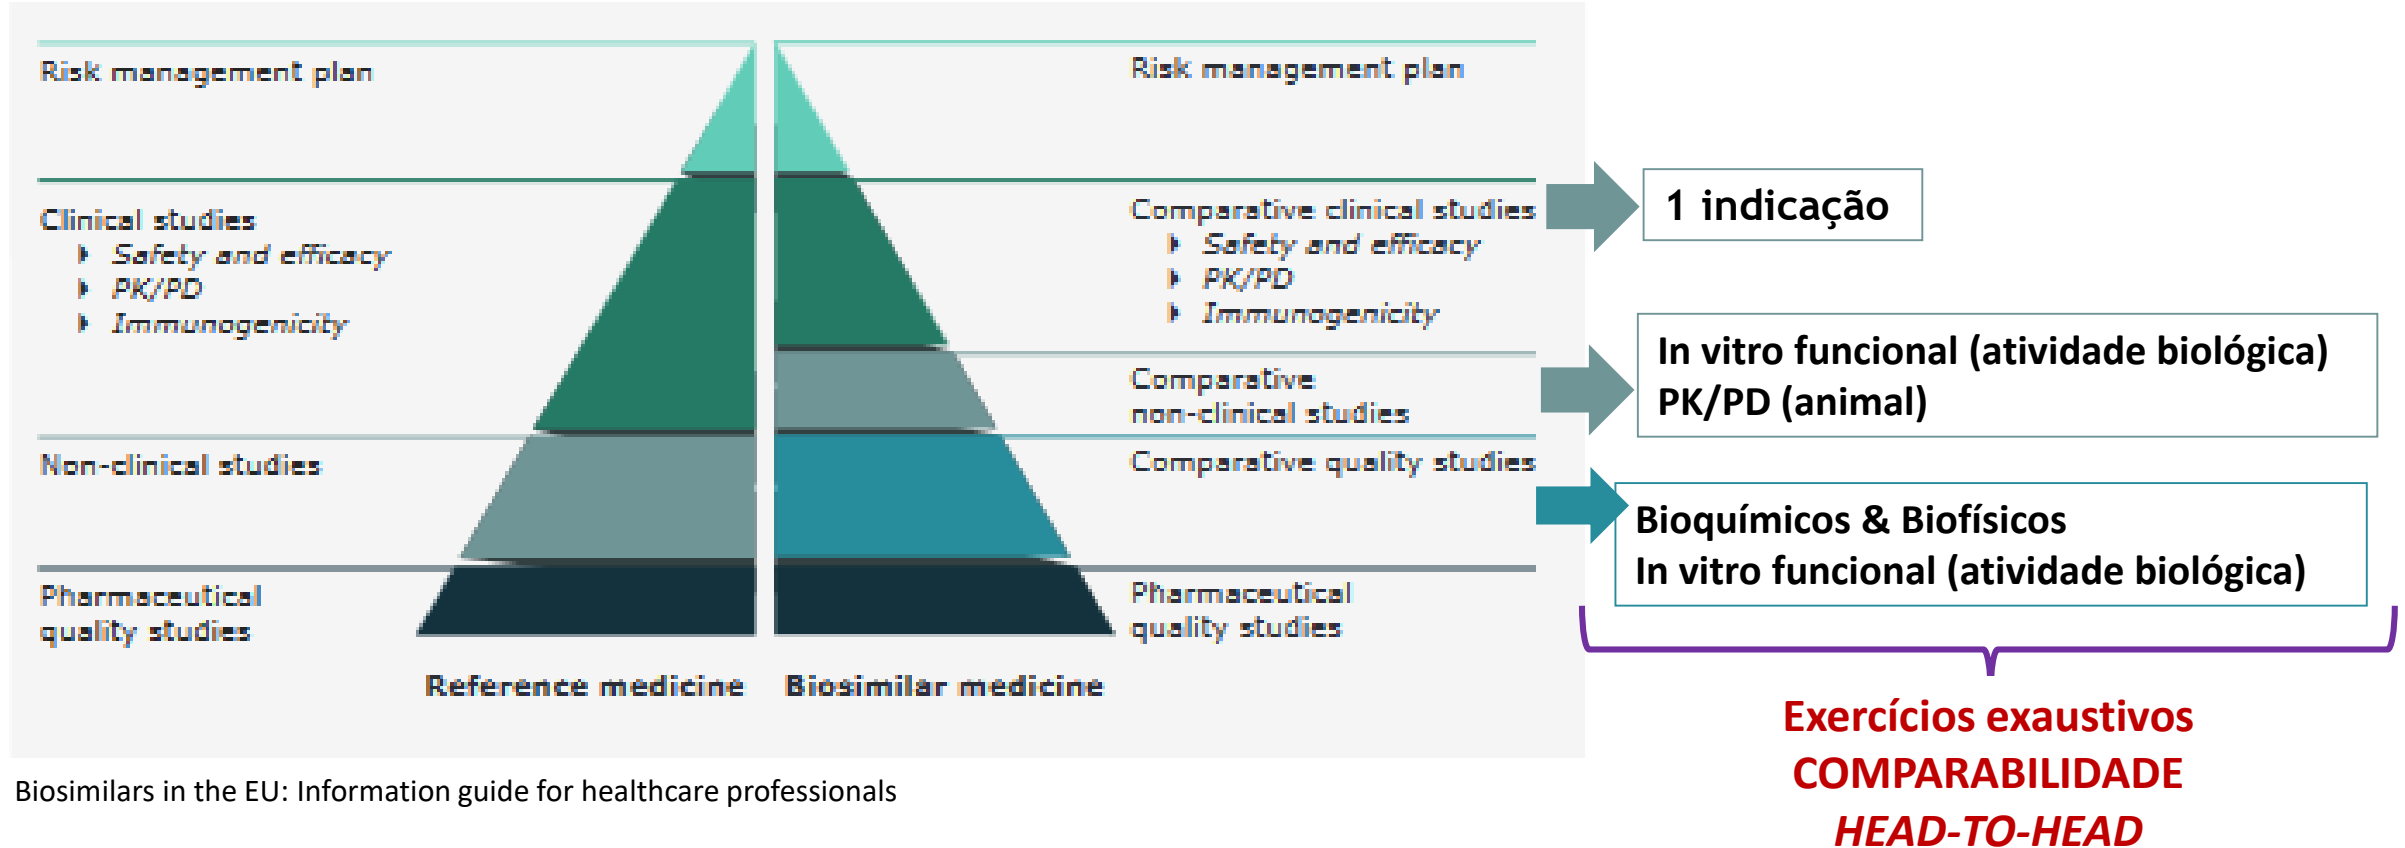 Risk management plan
Clinical studies
Safety and efficacy
PK/PD
Immunogenicity
Non-clinical studies
Pharmaceutical
quality studies
Reference medicine
Biosimilar medicine
Risk management plan
Comparative clinical studies
Safety and efficacy
PK/PD
Immunogenicity
Comparative
non-clinical studies
Comparative quality studies
Pharmaceutical
quality studies
1 indicação
In vitro funcional (atividade biológica)
PK/PD (animal)
Bioquímicos & Biofísicos
In vitro funcional (atividade biológica)
Exercícios exaustivos
COMPARABILIDADE
HEAD-TO-HEAD
Biosimilars in the EU: Information guide for healthcare professionals